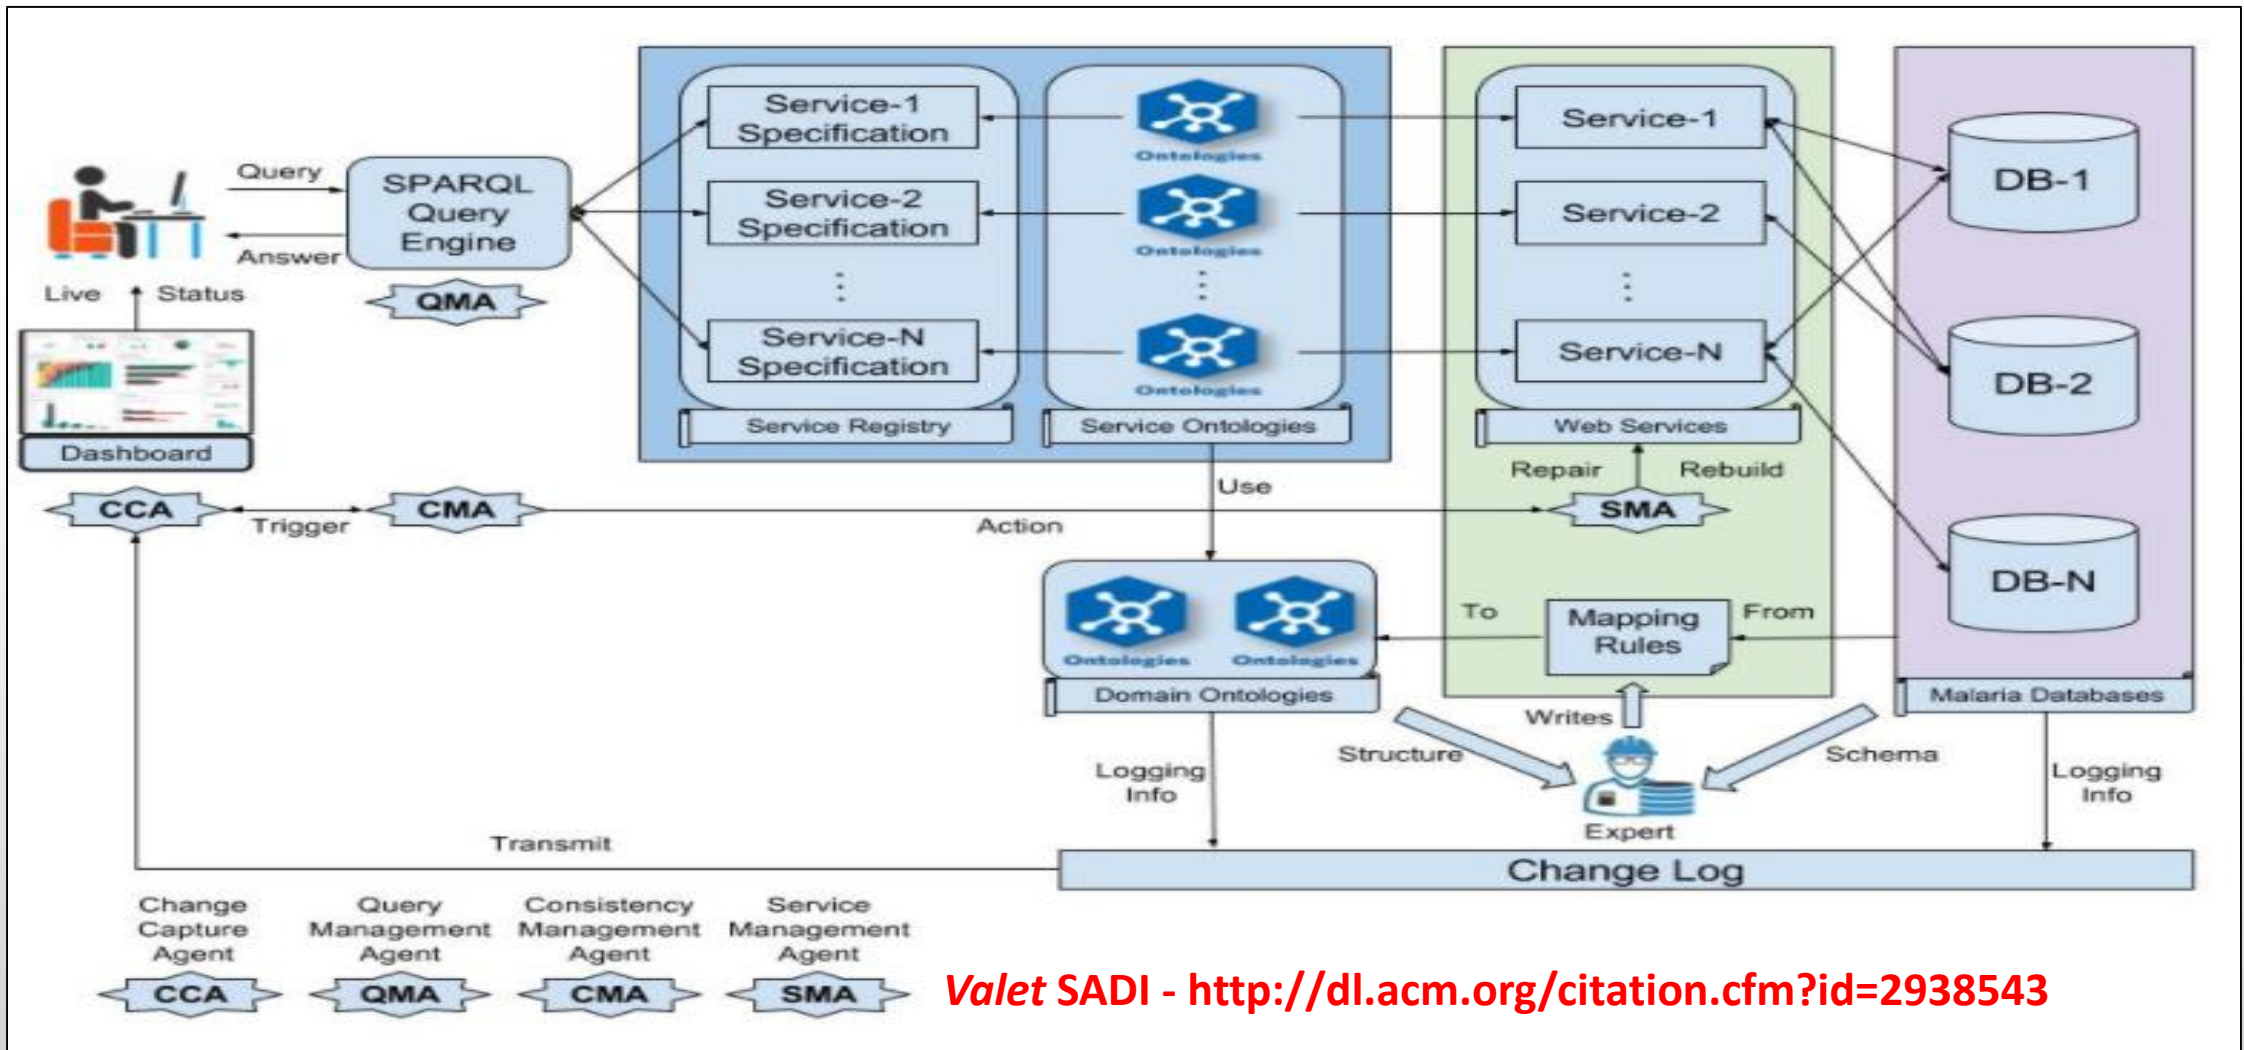 Query
Answer
SPARQL
Query
Engine
QMA
Live
Status
Dashboard
Service-1
Specification
Service-2
Specification
Service-N
Specification
Service Registry
Ontologies
Ontologies
Ontologies
Service Ontologies
Service-1
Service-2
Service-N
Web Services
DB-1
DB-2
DB-N
Malaria Databases
CCA
Trigger
CMA
Action
Use
Repair
Rebuild
SMA
Ontologies
Ontologies
Domain Ontologies
To
Mapping
Rules
From
Writes
Structure
Schema
Expert
Logging
Info
Logging
Info
Transmit
Change Log
Change
Capture
Agent
CCA
Query
Management
Agent
QMA
Consistency
Management
Agent
CMA
Service
Management
Agent
SMA
Valet SADI - http://dl.acm.org/citation.cfm?id=2938543